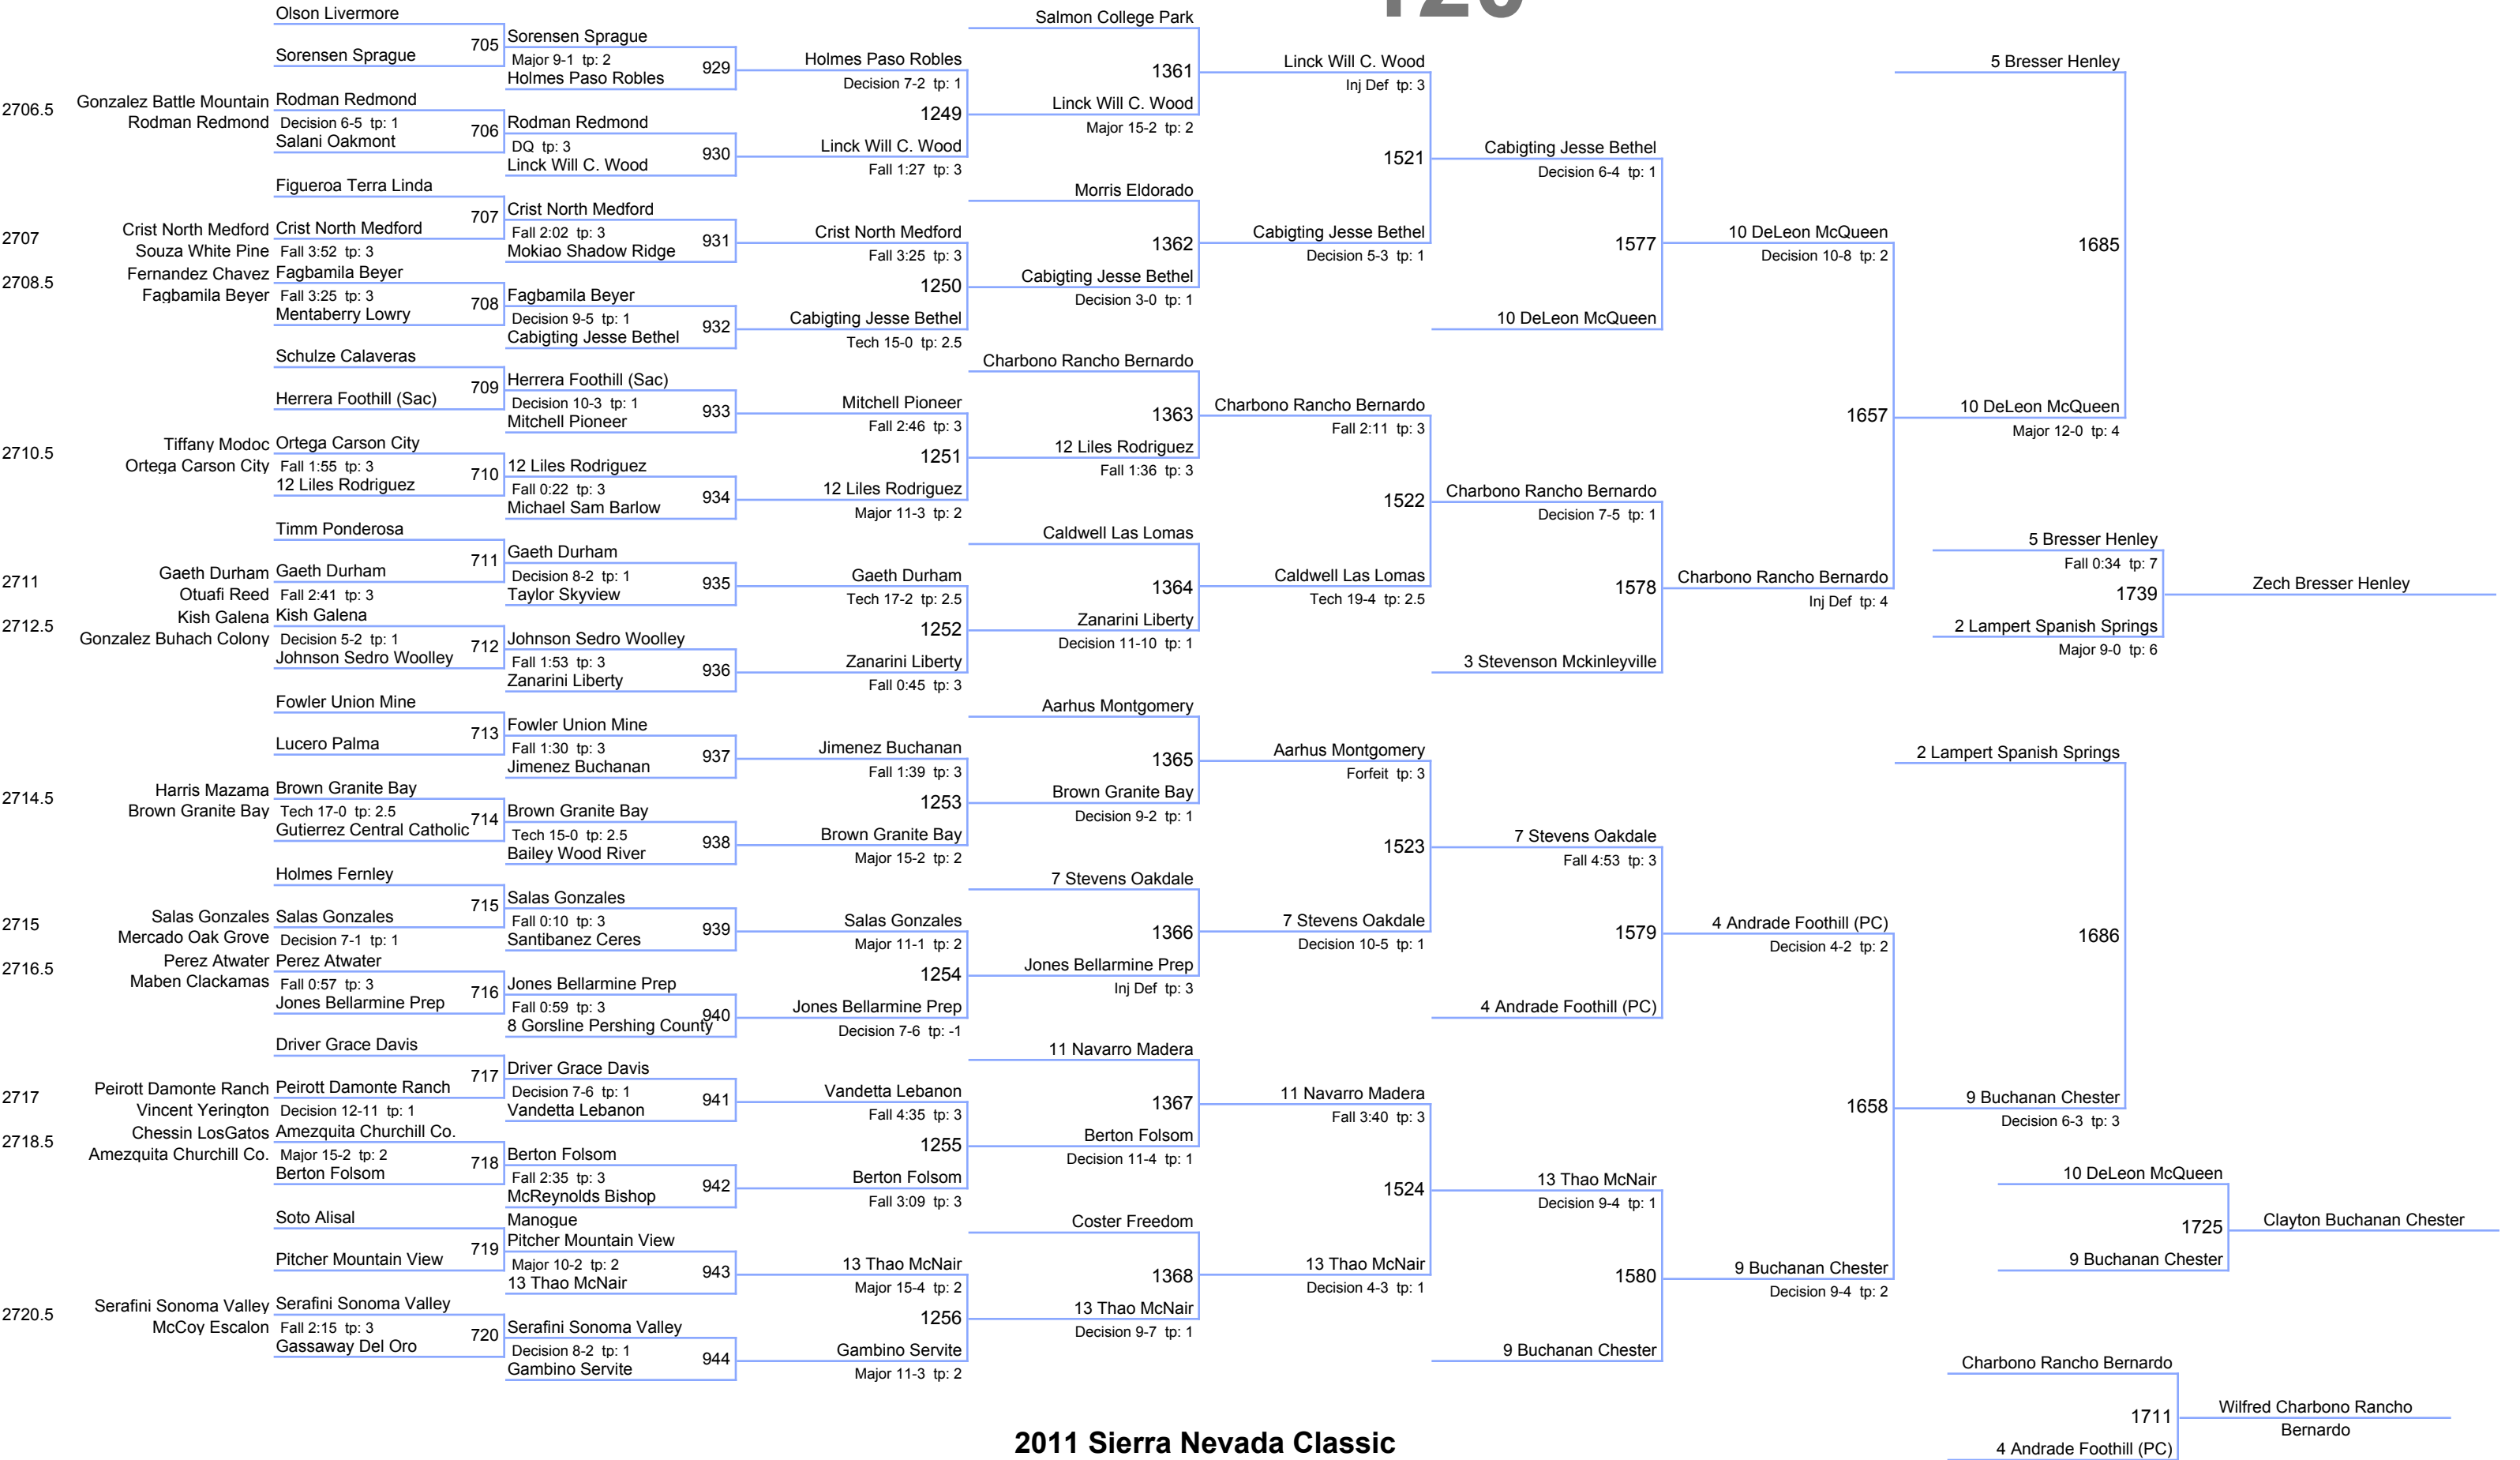 120
Olson Livermore
705
Sorensen Sprague
2706.5
Gonzalez Battle Mountain
Rodman Redmond
Rodman Redmond
Decision 6-5 tp: 1
706
Salani Oakmont
Figueroa Terra Linda
707
2707
Crist North Medford
Souza White Pine
Crist North Medford
Fall 3:52 tp: 3
2708.5
Fernandez Chavez
Fagbamila Beyer
Fagbamila Beyer
Fall 3:25 tp: 3
708
Mentaberry Lowry
Schulze Calaveras
709
Herrera Foothill (Sac)
2710.5
Tiffany Modoc
Ortega Carson City
Ortega Carson City
Fall 1:55 tp: 3
710
12 Liles Rodriguez
Timm Ponderosa
711
2711
Gaeth Durham
Otuafi Reed
Gaeth Durham
Fall 2:41 tp: 3
2712.5
Kish Galena
Gonzalez Buhach Colony
Kish Galena
Decision 5-2 tp: 1
712
Johnson Sedro Woolley
Fowler Union Mine
713
Lucero Palma
2714.5
Harris Mazama
Brown Granite Bay
Brown Granite Bay
Tech 17-0 tp: 2.5
714
Gutierrez Central Catholic
Holmes Fernley
715
2715
Salas Gonzales
Mercado Oak Grove
Salas Gonzales
Decision 7-1 tp: 1
2716.5
Perez Atwater
Maben Clackamas
Perez Atwater
Fall 0:57 tp: 3
716
Jones Bellarmine Prep
Driver Grace Davis
717
2717
Peirott Damonte Ranch
Vincent Yerington
Peirott Damonte Ranch
Decision 12-11 tp: 1
2718.5
Chessin LosGatos
Amezquita Churchill Co.
Amezquita Churchill Co.
Major 15-2 tp: 2
718
Berton Folsom
Soto Alisal
719
Pitcher Mountain View
2720.5
Serafini Sonoma Valley
McCoy Escalon
Serafini Sonoma Valley
Fall 2:15 tp: 3
720
Gassaway Del Oro
Sorensen Sprague
Major 9-1 tp: 2
929
Holmes Paso Robles
Rodman Redmond
DQ tp: 3
930
Linck Will C. Wood
Crist North Medford
Fall 2:02 tp: 3
931
Mokiao Shadow Ridge
Fagbamila Beyer
Decision 9-5 tp: 1
932
Cabigting Jesse Bethel
Herrera Foothill (Sac)
Decision 10-3 tp: 1
933
Mitchell Pioneer
12 Liles Rodriguez
Fall 0:22 tp: 3
934
Michael Sam Barlow
Gaeth Durham
Decision 8-2 tp: 1
935
Taylor Skyview
Johnson Sedro Woolley
Fall 1:53 tp: 3
936
Zanarini Liberty
Fowler Union Mine
Fall 1:30 tp: 3
937
Jimenez Buchanan
Brown Granite Bay
Tech 15-0 tp: 2.5
938
Bailey Wood River
Salas Gonzales
Fall 0:10 tp: 3
939
Santibanez Ceres
Jones Bellarmine Prep
Fall 0:59 tp: 3
940
8 Gorsline Pershing County
Driver Grace Davis
Decision 7-6 tp: 1
941
Vandetta Lebanon
Berton Folsom
Fall 2:35 tp: 3
942
McReynolds Bishop
Manogue
Pitcher Mountain View
Major 10-2 tp: 2
943
13 Thao McNair
Serafini Sonoma Valley
Decision 8-2 tp: 1
944
Gambino Servite
Holmes Paso Robles
Decision 7-2 tp: 1
1249
Linck Will C. Wood
Fall 1:27 tp: 3
Crist North Medford
Fall 3:25 tp: 3
1250
Cabigting Jesse Bethel
Tech 15-0 tp: 2.5
Mitchell Pioneer
Fall 2:46 tp: 3
1251
12 Liles Rodriguez
Major 11-3 tp: 2
Gaeth Durham
Tech 17-2 tp: 2.5
1252
Zanarini Liberty
Fall 0:45 tp: 3
Jimenez Buchanan
Fall 1:39 tp: 3
1253
Brown Granite Bay
Major 15-2 tp: 2
Salas Gonzales
Major 11-1 tp: 2
1254
Jones Bellarmine Prep
Decision 7-6 tp: -1
Vandetta Lebanon
Fall 4:35 tp: 3
1255
Berton Folsom
Fall 3:09 tp: 3
13 Thao McNair
Major 15-4 tp: 2
1256
Gambino Servite
Major 11-3 tp: 2
Salmon College Park
1361
Linck Will C. Wood
Major 15-2 tp: 2
Morris Eldorado
1362
Cabigting Jesse Bethel
Decision 3-0 tp: 1
Charbono Rancho Bernardo
1363
12 Liles Rodriguez
Fall 1:36 tp: 3
Caldwell Las Lomas
1364
Zanarini Liberty
Decision 11-10 tp: 1
Aarhus Montgomery
1365
Brown Granite Bay
Decision 9-2 tp: 1
7 Stevens Oakdale
1366
Jones Bellarmine Prep
Inj Def tp: 3
11 Navarro Madera
1367
Berton Folsom
Decision 11-4 tp: 1
Coster Freedom
1368
13 Thao McNair
Decision 9-7 tp: 1
Linck Will C. Wood
Inj Def tp: 3
1521
Cabigting Jesse Bethel
Decision 5-3 tp: 1
Charbono Rancho Bernardo
Fall 2:11 tp: 3
1522
Caldwell Las Lomas
Tech 19-4 tp: 2.5
Aarhus Montgomery
Forfeit tp: 3
1523
7 Stevens Oakdale
Decision 10-5 tp: 1
11 Navarro Madera
Fall 3:40 tp: 3
1524
13 Thao McNair
Decision 4-3 tp: 1
Cabigting Jesse Bethel
Decision 6-4 tp: 1
1577
10 DeLeon McQueen
Charbono Rancho Bernardo
Decision 7-5 tp: 1
1578
3 Stevenson Mckinleyville
7 Stevens Oakdale
Fall 4:53 tp: 3
1579
4 Andrade Foothill (PC)
13 Thao McNair
Decision 9-4 tp: 1
1580
9 Buchanan Chester
10 DeLeon McQueen
Decision 10-8 tp: 2
1657
Charbono Rancho Bernardo
Inj Def tp: 4
4 Andrade Foothill (PC)
Decision 4-2 tp: 2
1658
9 Buchanan Chester
Decision 9-4 tp: 2
5 Bresser Henley
1685
10 DeLeon McQueen
Major 12-0 tp: 4
5 Bresser Henley
Fall 0:34 tp: 7
1739
Zech Bresser Henley
2 Lampert Spanish Springs
Major 9-0 tp: 6
2 Lampert Spanish Springs
1686
9 Buchanan Chester
Decision 6-3 tp: 3
10 DeLeon McQueen
1725
Clayton Buchanan Chester
9 Buchanan Chester
Charbono Rancho Bernardo
1711
Wilfred Charbono Rancho
Bernardo
4 Andrade Foothill (PC)
2011 Sierra Nevada Classic